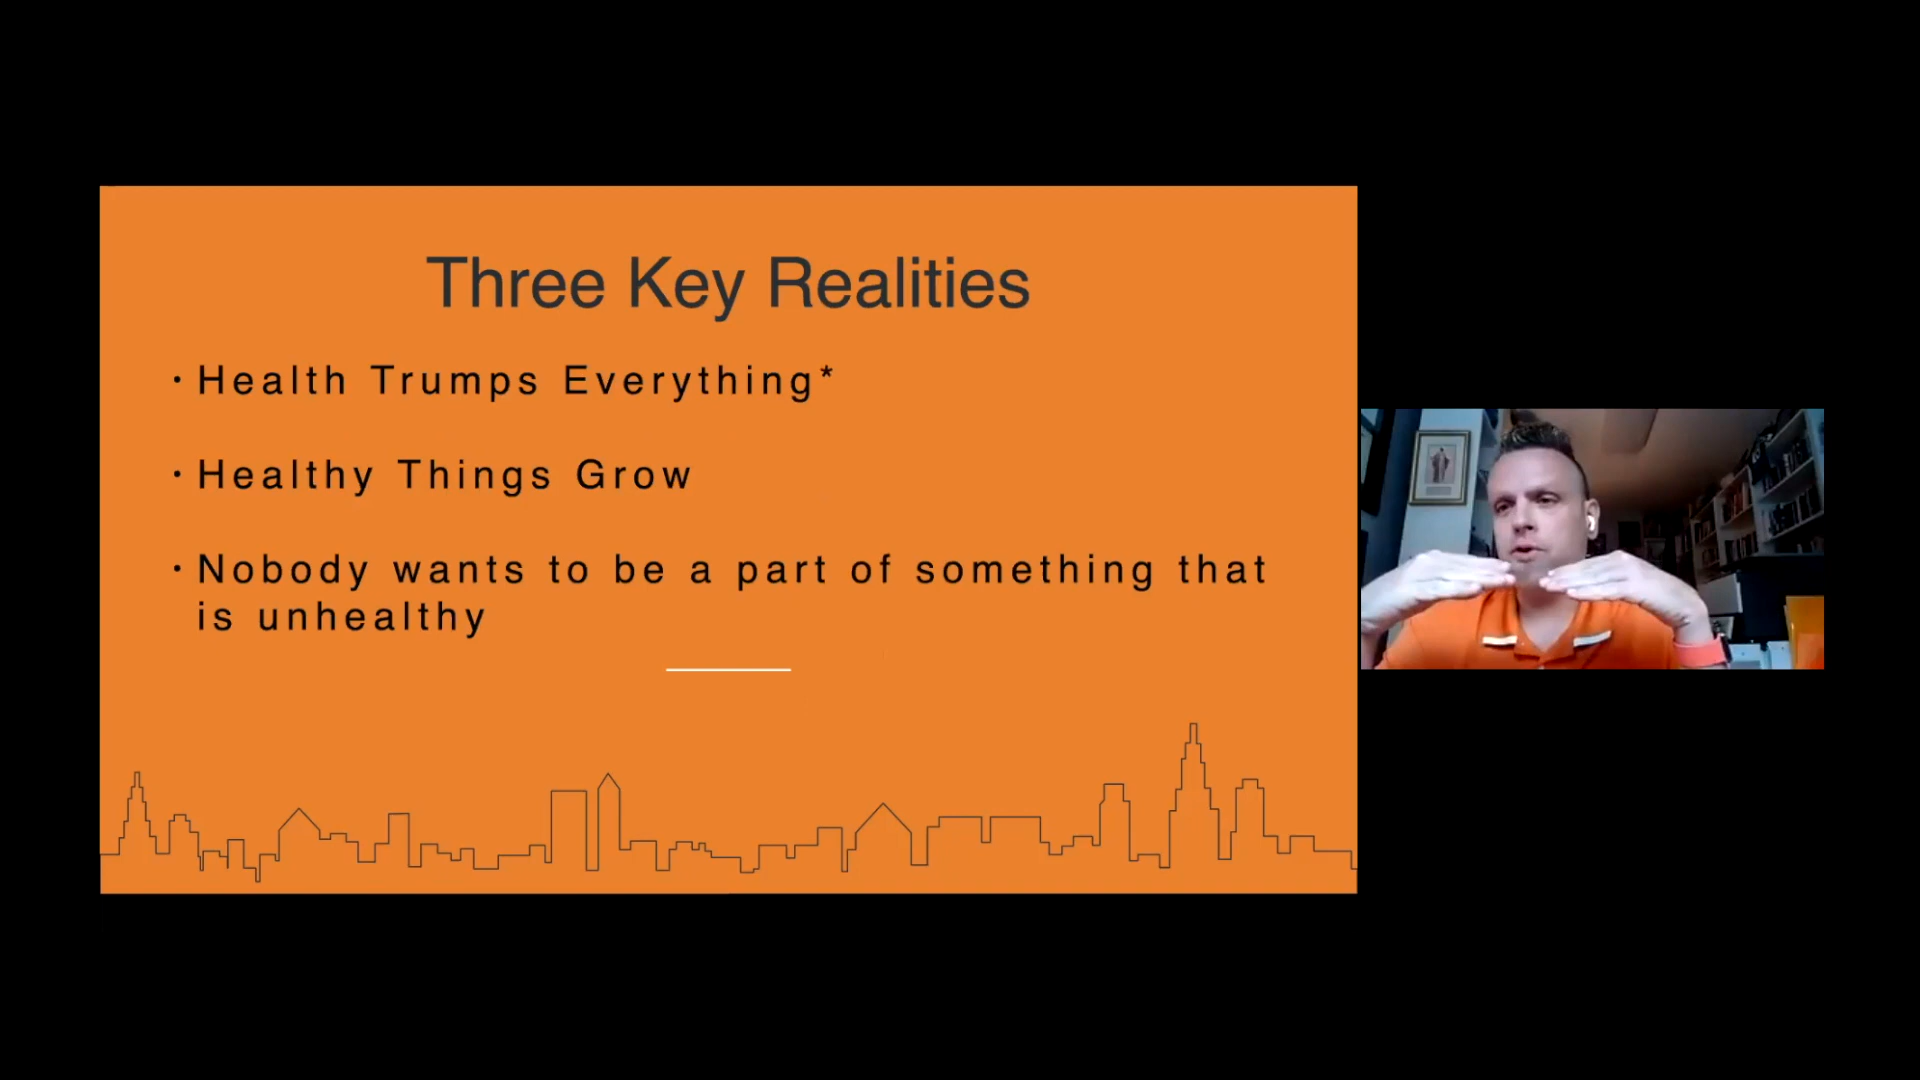 Three Key Realities
· Health Trumps Everything*
· Healthy Things Grow
· Nobody wants to be a part of something that
is unhealthy